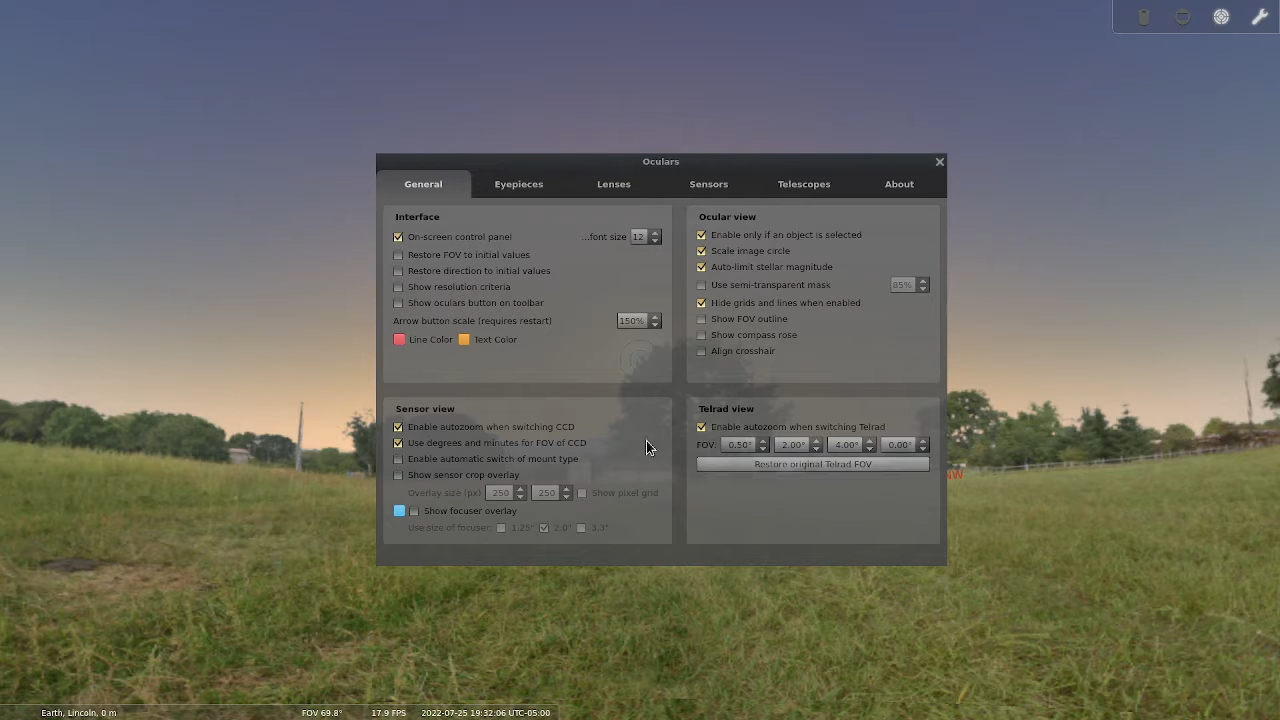 Oculars
General Eyepieces Lenses Sensors Telescopes About
Interface
On-screen control panel ...font size 12
Restore FOV to initial values
Restore direction to initial values
Show resolution criteria
Show oculars button on toolbar
Arrow button scale (requires restart) 150%
Line Color Text Color
Ocular view
Enable only if an object is selected
Scale image circle
Auto-limit stellar magnitude
Use semi-transparent mask 85%
Hide grids and lines when enabled
Show FOV outline
Show compass rose
Align crosshair
Sensor view
Enable autozoom when switching CCD
Use degrees and minutes for FOV of CCD
Enable automatic switch of mount type
Show sensor crop overlay
Overlay size (px) 250 250 Show pixel grid
Show focuser overlay
Use size of focuser: 1.25" 2.0" 3.3"
Telrad view
Enable autozoom when switching Telrad
FOV: 0.50° 2.00° 4.00° 0.00°
Restore original Telrad FOV
NW
Earth, Lincoln, 0 m FOV 69.8° 17.9 FPS 2022-07-25 19:32:06 UTC-05:00